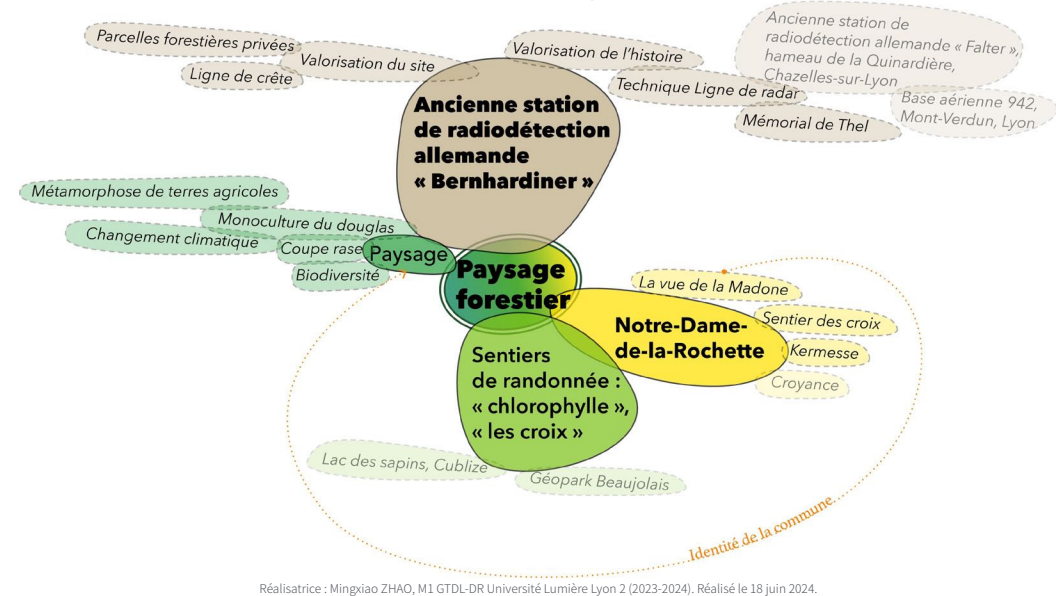 Parcelles forestières privées
Valorisation du site
Ligne de crête
Valorisation de l'histoire
Technique Ligne de radar
Mémorial de Thel
Ancienne station de
radiodétection allemande « Falter »,
hameau de la Quinardière,
Chazelles-sur-Lyon
Base aérienne 942,
Mont-Verdun, Lyon
Ancienne station
de radiodétection
allemande
« Bernhardiner »
Métamorphose de terres agricoles
Monoculture du douglas
Changement climatique
Coupe rase
Biodiversité
Paysage
Paysage
forestier
La vue de la Madone
Sentier des croix
Kermesse
Croyance
Notre-Dame-
de-la-Rochette
Sentiers
de randonnée :
« chlorophylle »,
« les croix »
Lac des sapins, Cublize
Géopark Beaujolais
Identité de la commune
Réalisatrice : Mingxiao ZHAO, M1 GTDL-DR Université Lumière Lyon 2 (2023-2024). Réalisé le 18 juin 2024.